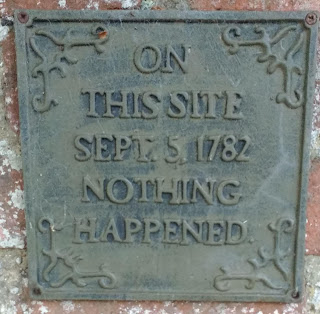 ON
THIS SITE
SEPT. 5, 1782
NOTHING
HAPPENED.